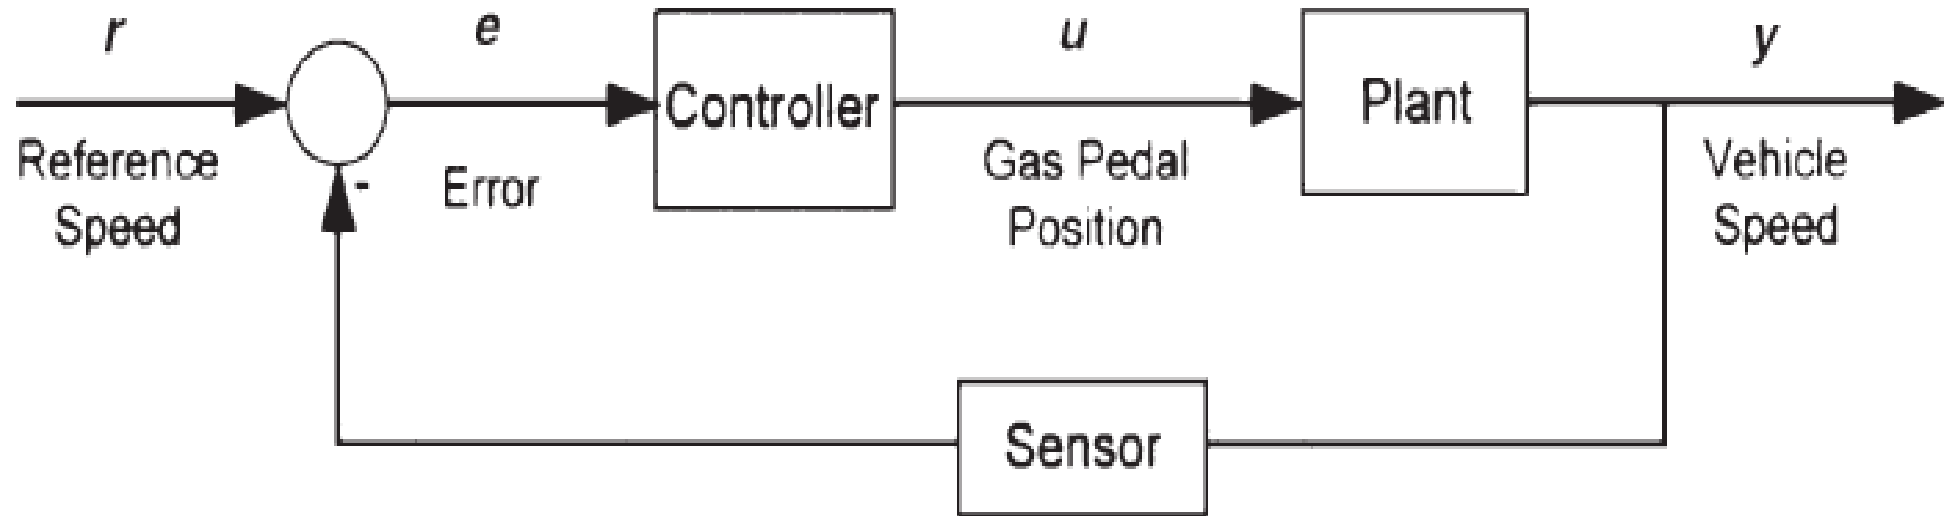 r
e
u
y
Controller
Plant
Reference
Speed
-
Error
Gas Pedal
Position
Vehicle
Speed
Sensor